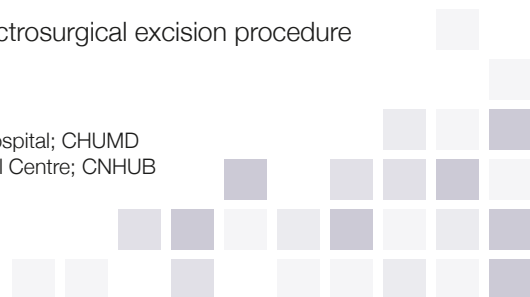 ctrosurgical excision procedure
ospital; CHUMD
l Centre; CNHUB